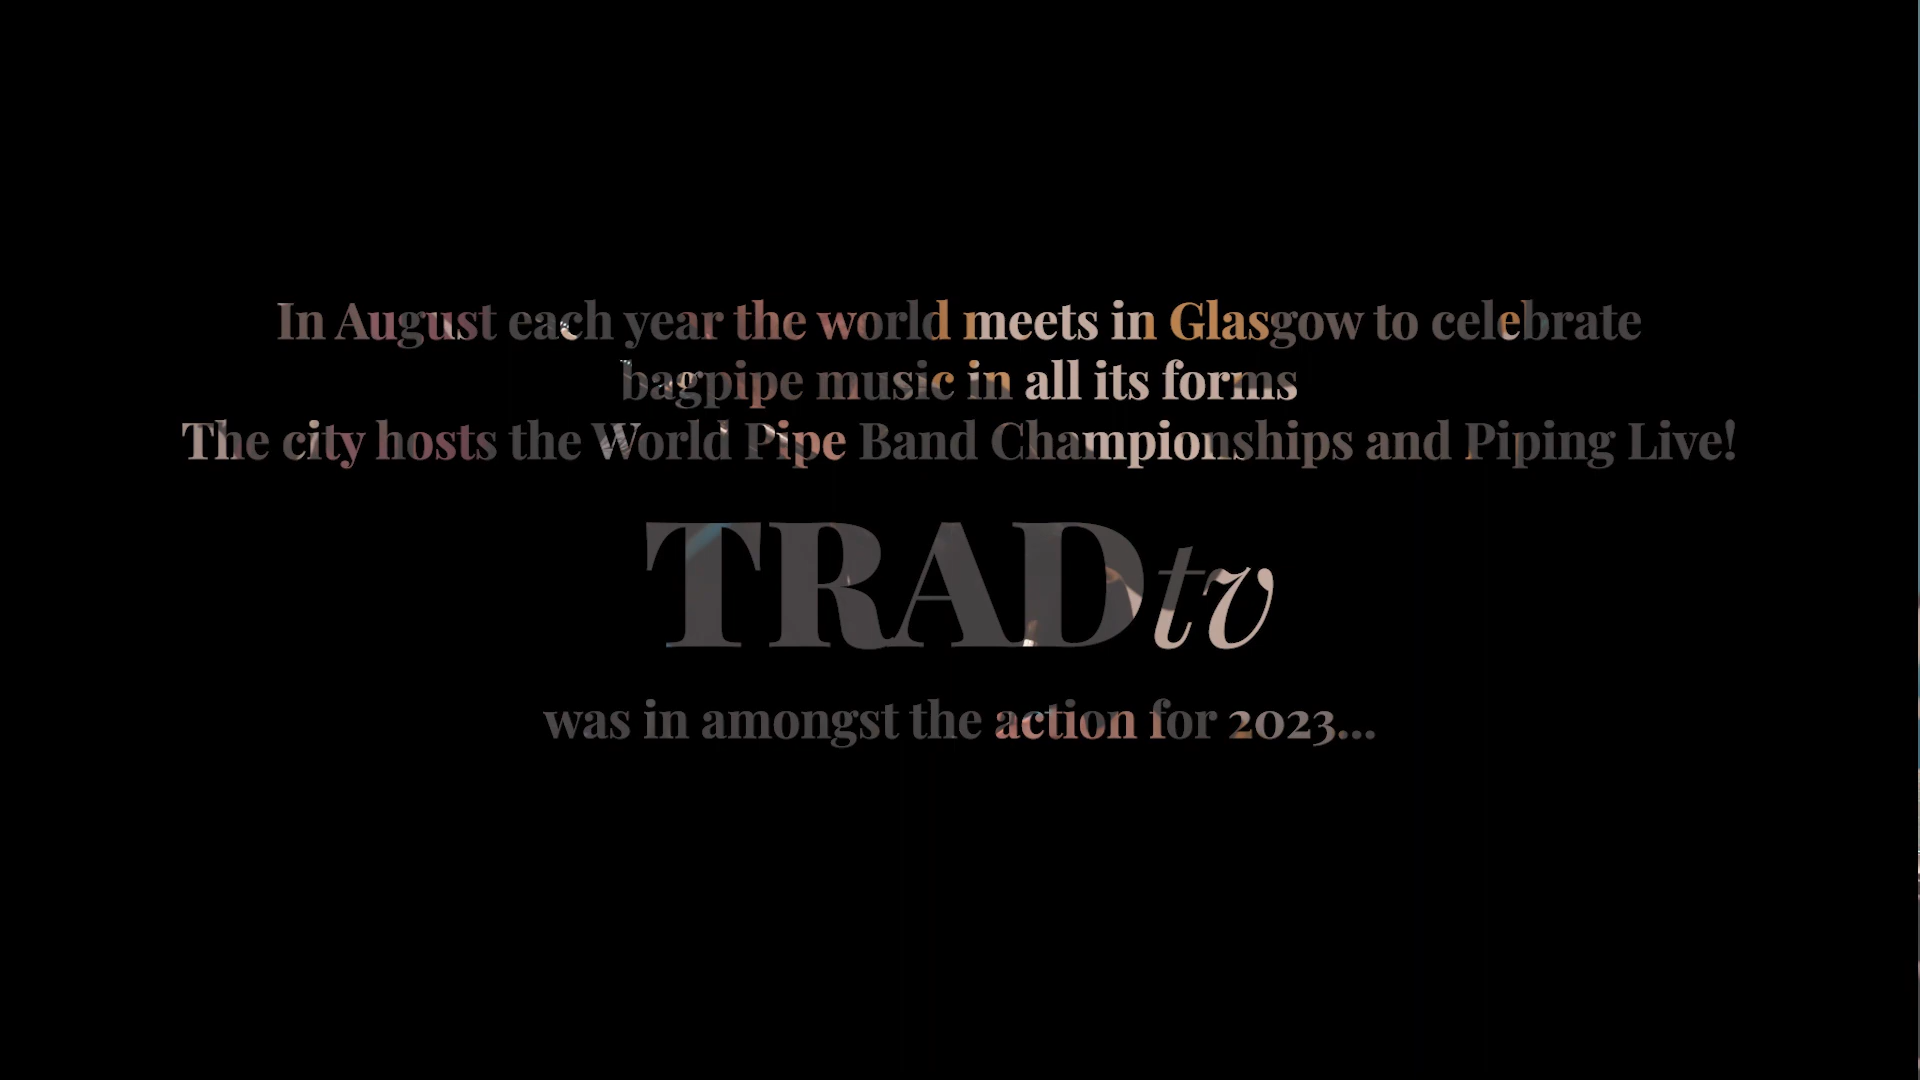 In August each year the world meets in Glasgow to celebrate
bagpipe music in all its forms
The city hosts the World Pipe Band Championships and Piping Live!
TRADtv
was in amongst the action for 2023...